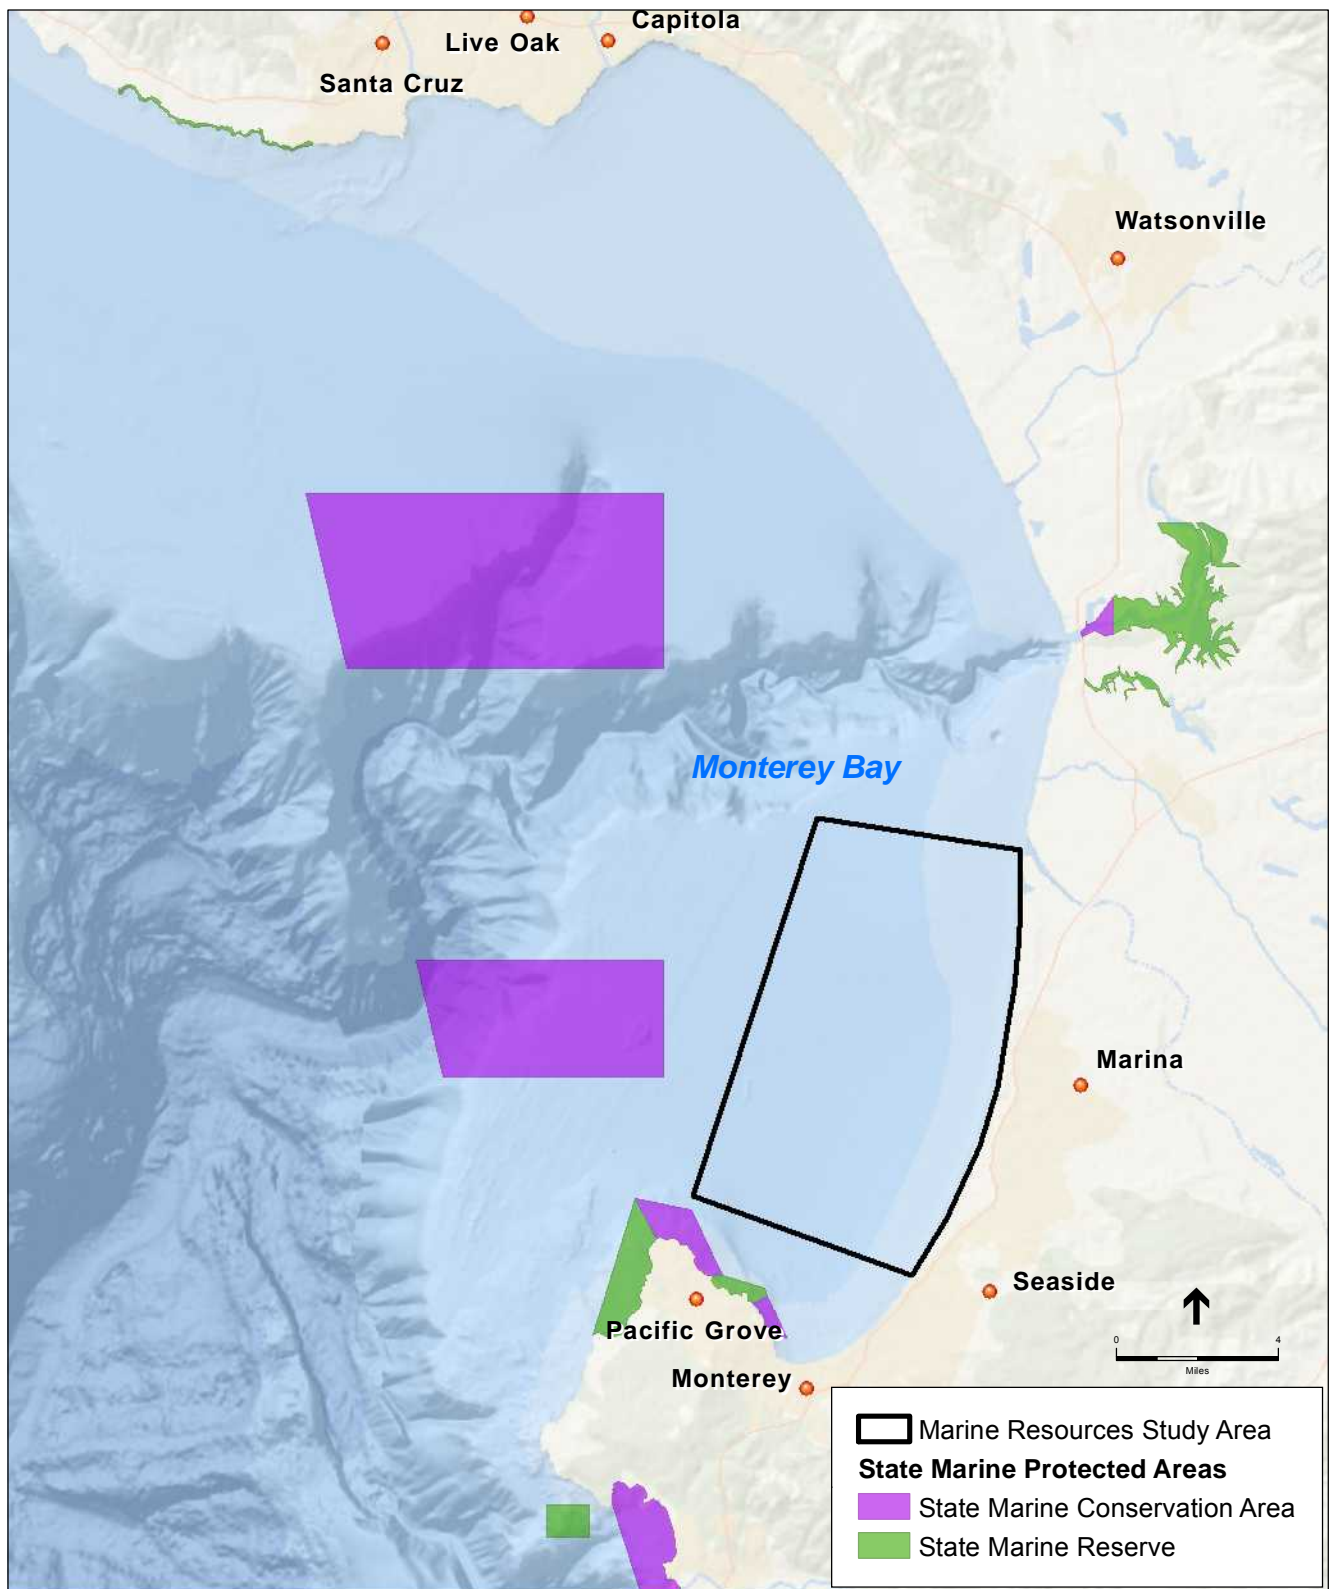 Capitola
Live Oak
Santa Cruz
Watsonville
Monterey Bay
Marina
Seaside
Pacific Grove
Monterey
0 4
Miles
Marine Resources Study Area
State Marine Protected Areas
State Marine Conservation Area
State Marine Reserve